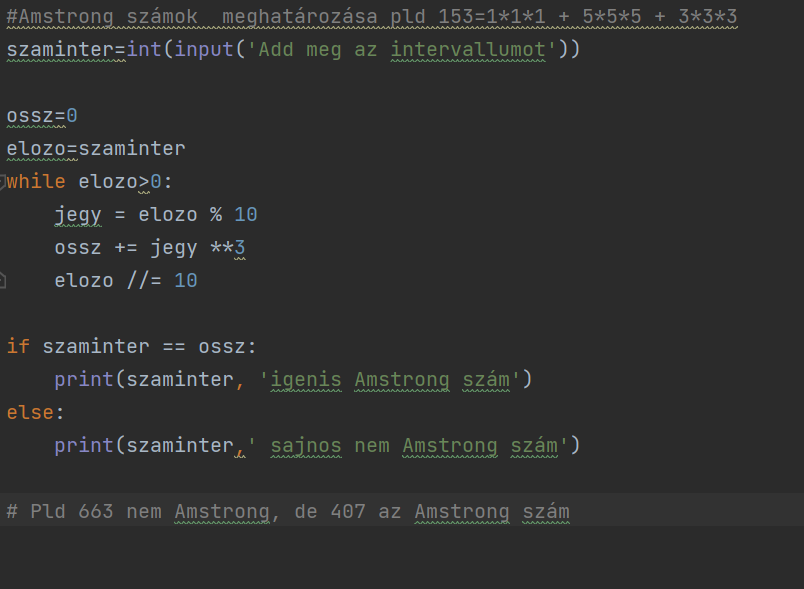 #Amstrong számok  meghatározása pld 153=1*1*1 + 5*5*5 + 3*3*3
szaminter=int(input('Add meg az intervallumot'))
ossz=0
elozo=szaminter
while elozo>0:
    jegy = elozo % 10
    ossz += jegy **3
    elozo //= 10
if szaminter == ossz:
    print(szaminter, 'igenis Amstrong szám')
else:
    print(szaminter,' sajnos nem Amstrong szám')
# Pld 663 nem Amstrong, de 407 az Amstrong szám